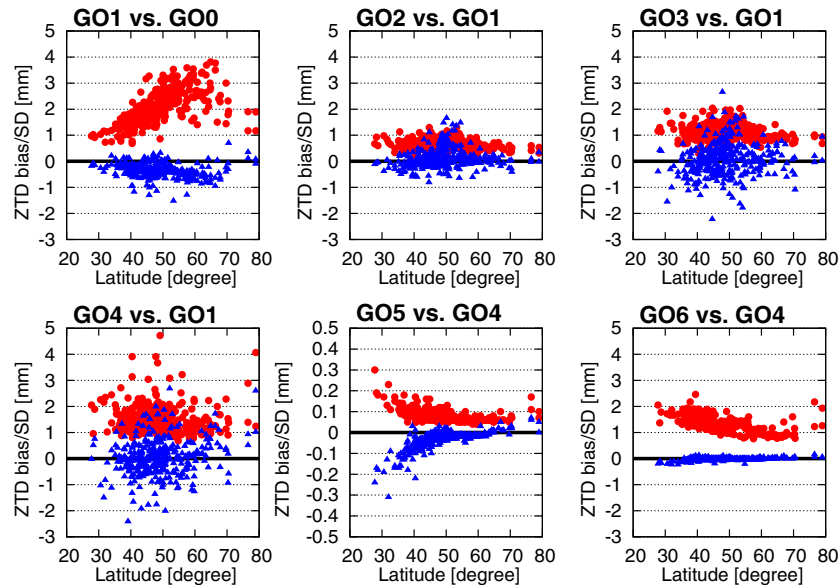 GO1 vs. GO0
GO2 vs. GO1
GO3 vs. GO1
ZTD bias/SD [mm]
5
4
3
2
1
0
-1
-2
-3
20 30 40 50 60 70 80
Latitude [degree]
ZTD bias/SD [mm]
5
4
3
2
1
0
-1
-2
-3
20 30 40 50 60 70 80
Latitude [degree]
ZTD bias/SD [mm]
5
4
3
2
1
0
-1
-2
-3
20 30 40 50 60 70 80
Latitude [degree]
GO4 vs. GO1
GO5 vs. GO4
GO6 vs. GO4
ZTD bias/SD [mm]
5
4
3
2
1
0
-1
-2
-3
20 30 40 50 60 70 80
Latitude [degree]
ZTD bias/SD [mm]
0.5
0.4
0.3
0.2
0.1
0
-0.1
-0.2
-0.3
-0.4
-0.5
20 30 40 50 60 70 80
Latitude [degree]
ZTD bias/SD [mm]
5
4
3
2
1
0
-1
-2
-3
20 30 40 50 60 70 80
Latitude [degree]